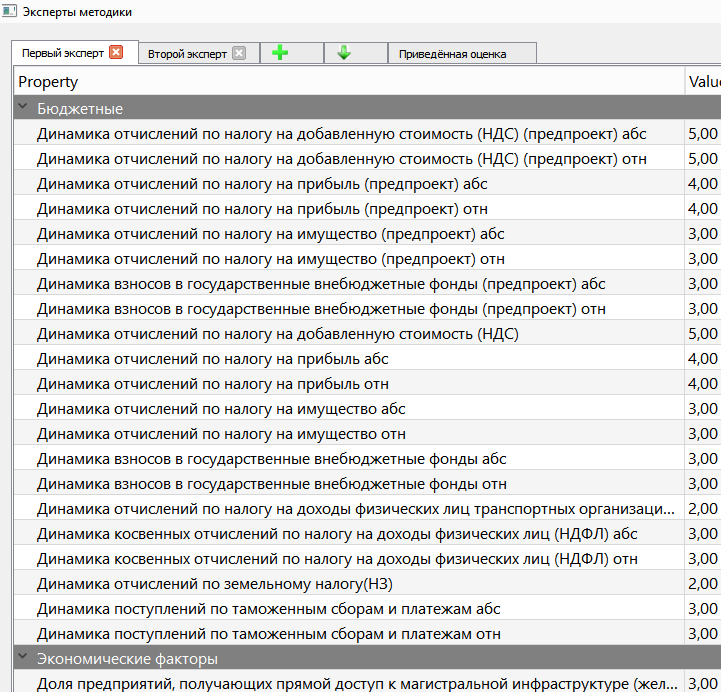 Эксперты методики
Первый эксперт Второй эксперт Приведённая оценка
Property Value
Бюджетные
Динамика отчислений по налогу на добавленную стоимость (НДС) (предпроект) абс 5,00
Динамика отчислений по налогу на добавленную стоимость (НДС) (предпроект) отн 5,00
Динамика отчислений по налогу на прибыль (предпроект) абс 4,00
Динамика отчислений по налогу на прибыль (предпроект) отн 4,00
Динамика отчислений по налогу на имущество (предпроект) абс 3,00
Динамика отчислений по налогу на имущество (предпроект) отн 3,00
Динамика взносов в государственные внебюджетные фонды (предпроект) абс 3,00
Динамика взносов в государственные внебюджетные фонды (предпроект) отн 3,00
Динамика отчислений по налогу на добавленную стоимость (НДС) 5,00
Динамика отчислений по налогу на прибыль абс 4,00
Динамика отчислений по налогу на прибыль отн 4,00
Динамика отчислений по налогу на имущество абс 3,00
Динамика отчислений по налогу на имущество отн 3,00
Динамика взносов в государственные внебюджетные фонды абс 3,00
Динамика взносов в государственные внебюджетные фонды отн 3,00
Динамика отчислений по налогу на доходы физических лиц транспортных организаци... 2,00
Динамика косвенных отчислений по налогу на доходы физических лиц (НДФЛ) абс 3,00
Динамика косвенных отчислений по налогу на доходы физических лиц (НДФЛ) отн 3,00
Динамика отчислений по земельному налогу(НЗ) 2,00
Динамика поступлений по таможенным сборам и платежам абс 3,00
Динамика поступлений по таможенным сборам и платежам отн 3,00
Экономические факторы
Доля предприятий, получающих прямой доступ к магистральной инфраструктуре (жел... 3,00